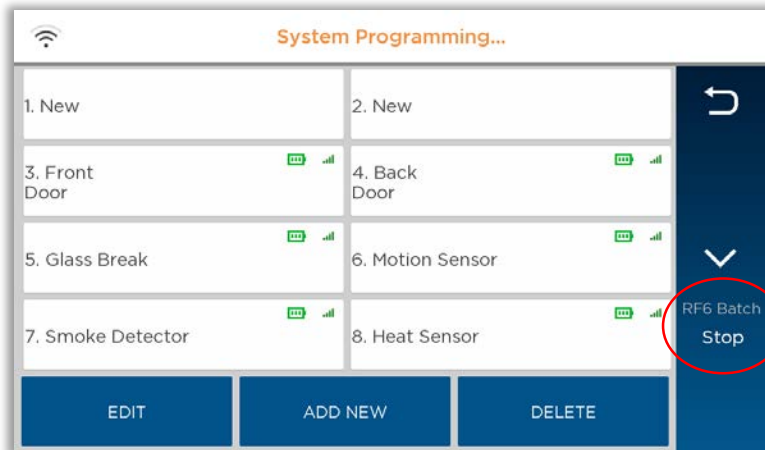 System Programming...
1. New
2. New
3. Front
Door
4. Back
Door
5. Glass Break
6. Motion Sensor
7. Smoke Detector
8. Heat Sensor
RF6 Batch
Stop
EDIT
ADD NEW
DELETE